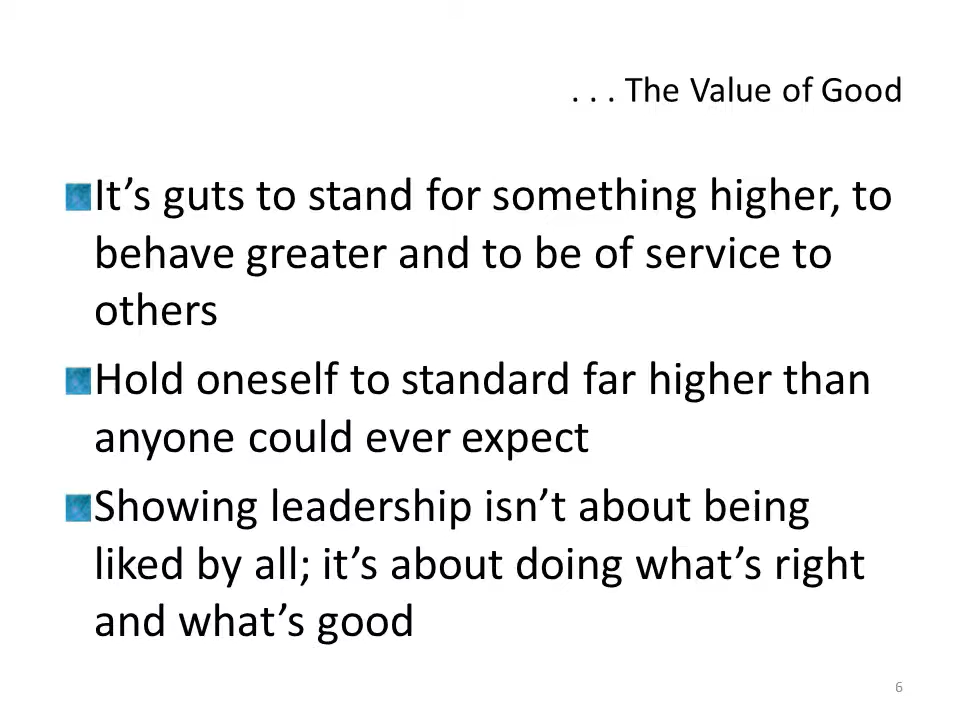 . . . The Value of Good
It’s guts to stand for something higher, to
behave greater and to be of service to
others
Hold oneself to standard far higher than
anyone could ever expect
Showing leadership isn’t about being
liked by all; it’s about doing what’s right
and what’s good
6